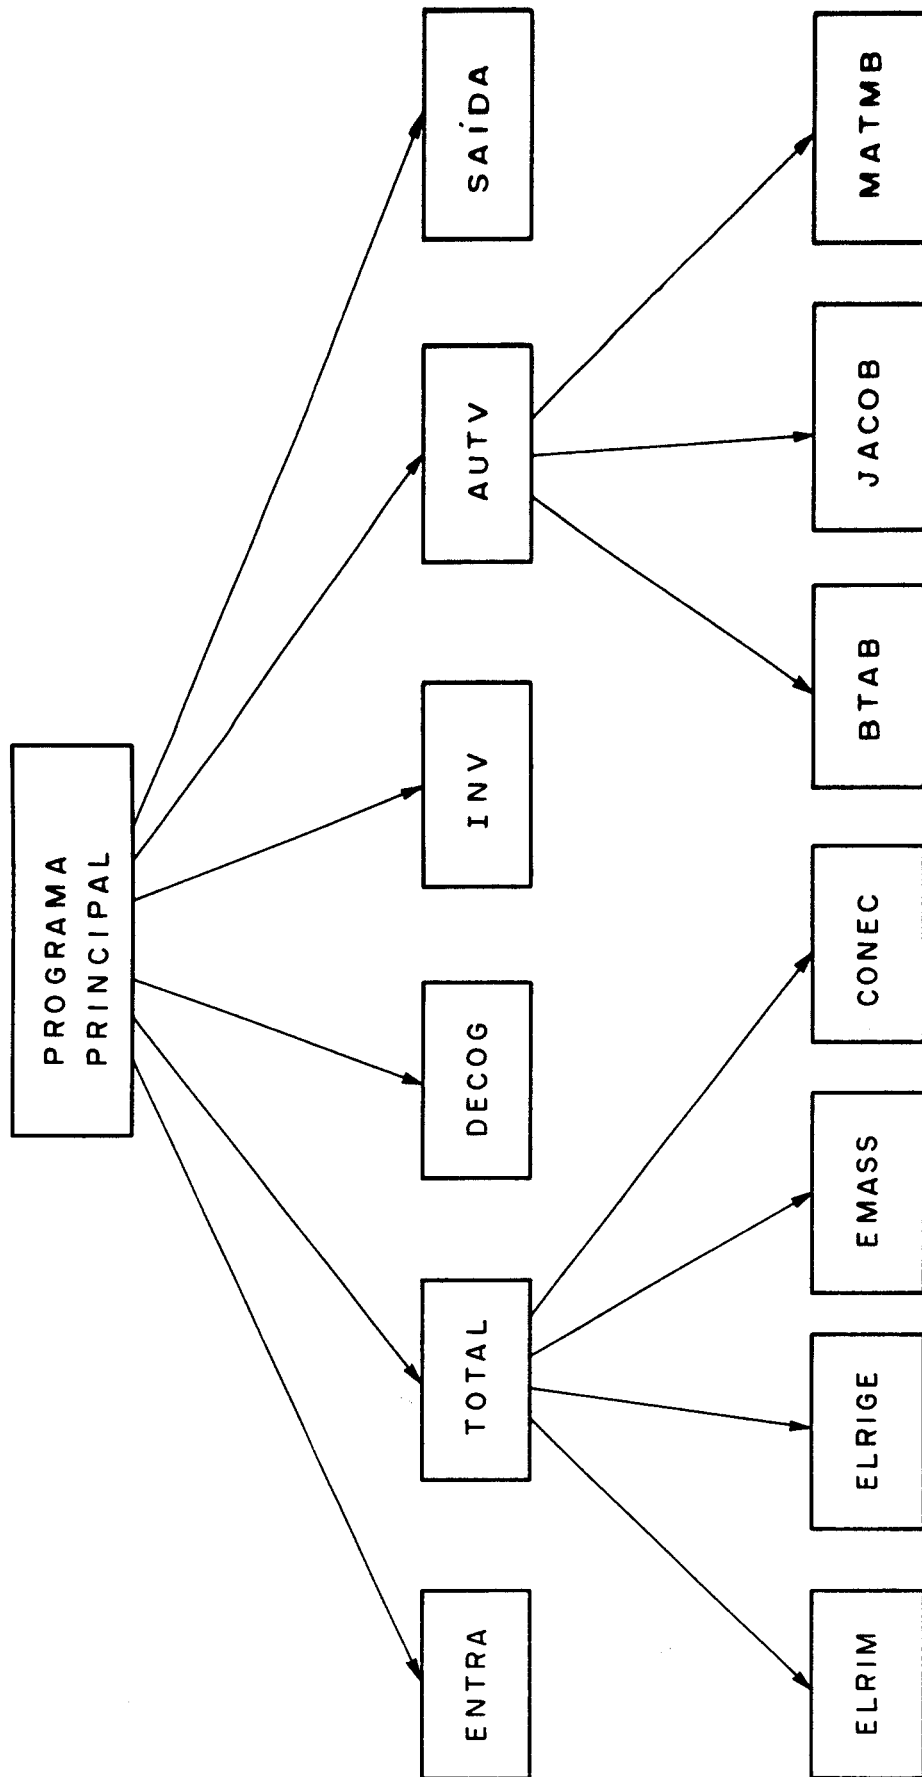 PROGRAMA
PRINCIPAL
ENTRA
TOTAL
DECOG
INV
AUTV
SAÍDA
ELRIM
ELRIGE
EMASS
CONEC
BTAB
JACOB
MATMB